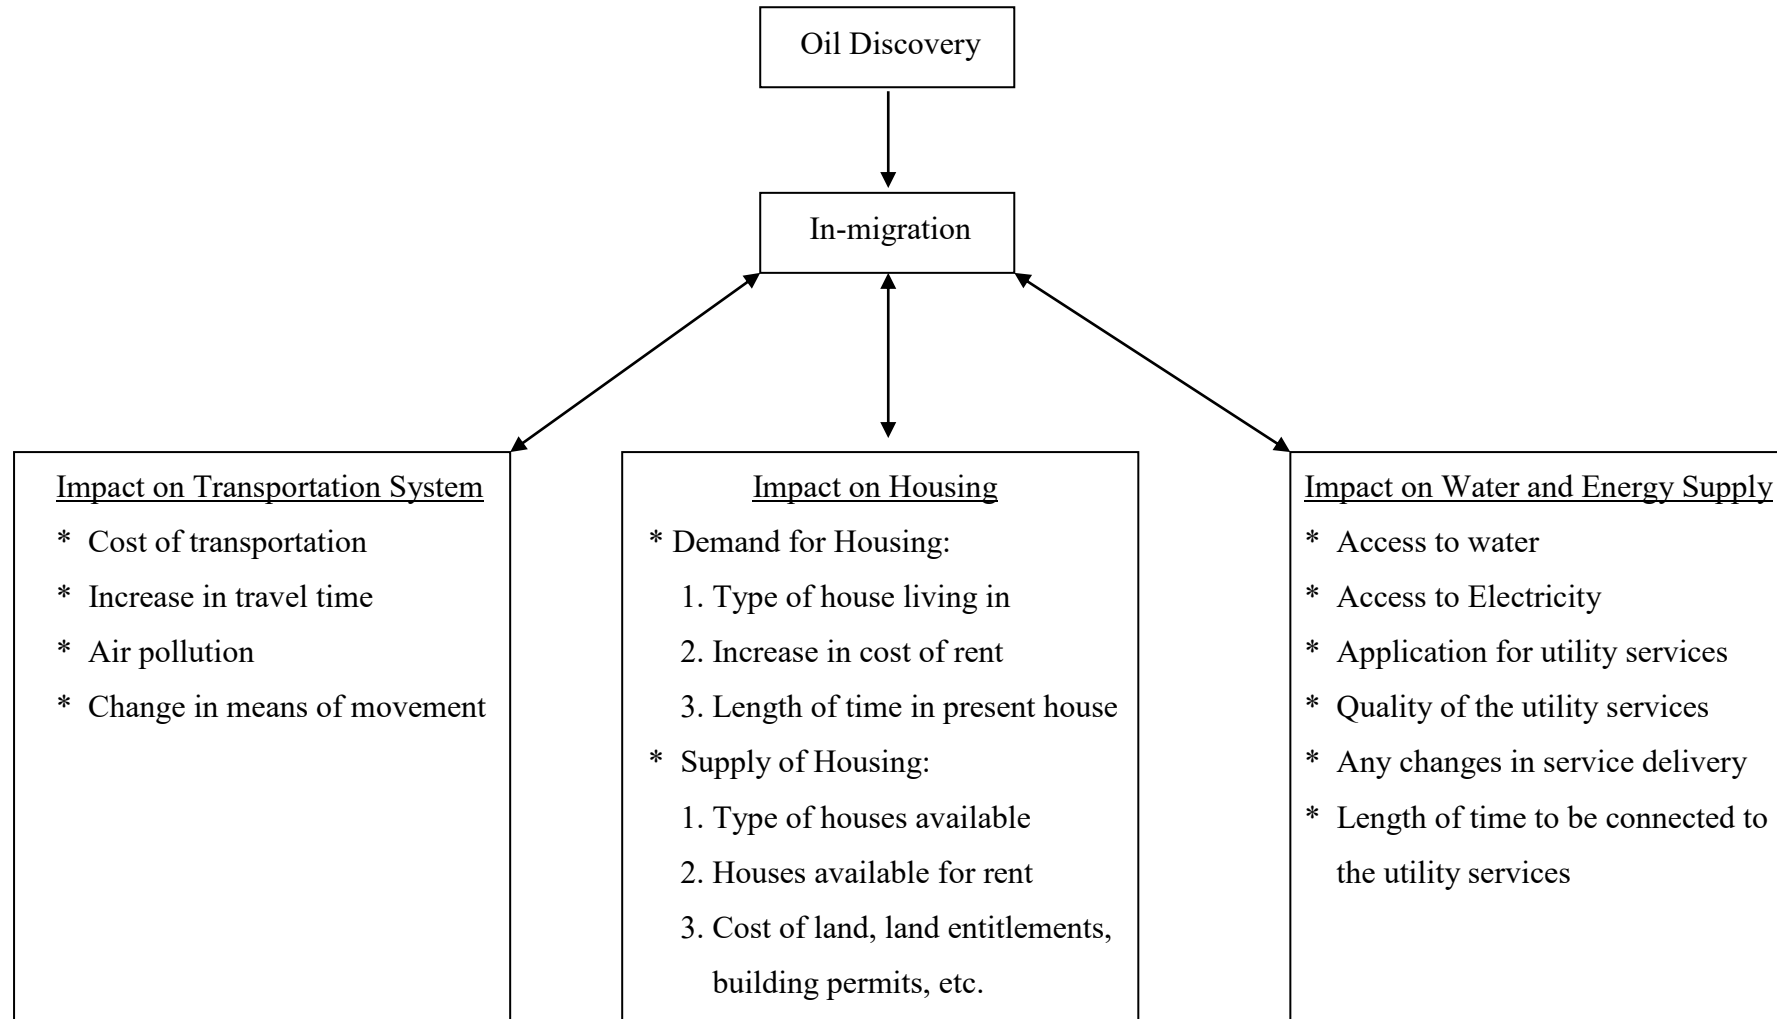 Oil Discovery
In-migration
Impact on Transportation System
* Cost of transportation
* Increase in travel time
* Air pollution
* Change in means of movement
Impact on Housing
* Demand for Housing:
1. Type of house living in
2. Increase in cost of rent
3. Length of time in present house
* Supply of Housing:
1. Type of houses available
2. Houses available for rent
3. Cost of land, land entitlements,
building permits, etc.
Impact on Water and Energy Supply
* Access to water
* Access to Electricity
* Application for utility services
* Quality of the utility services
* Any changes in service delivery
* Length of time to be connected to
the utility services